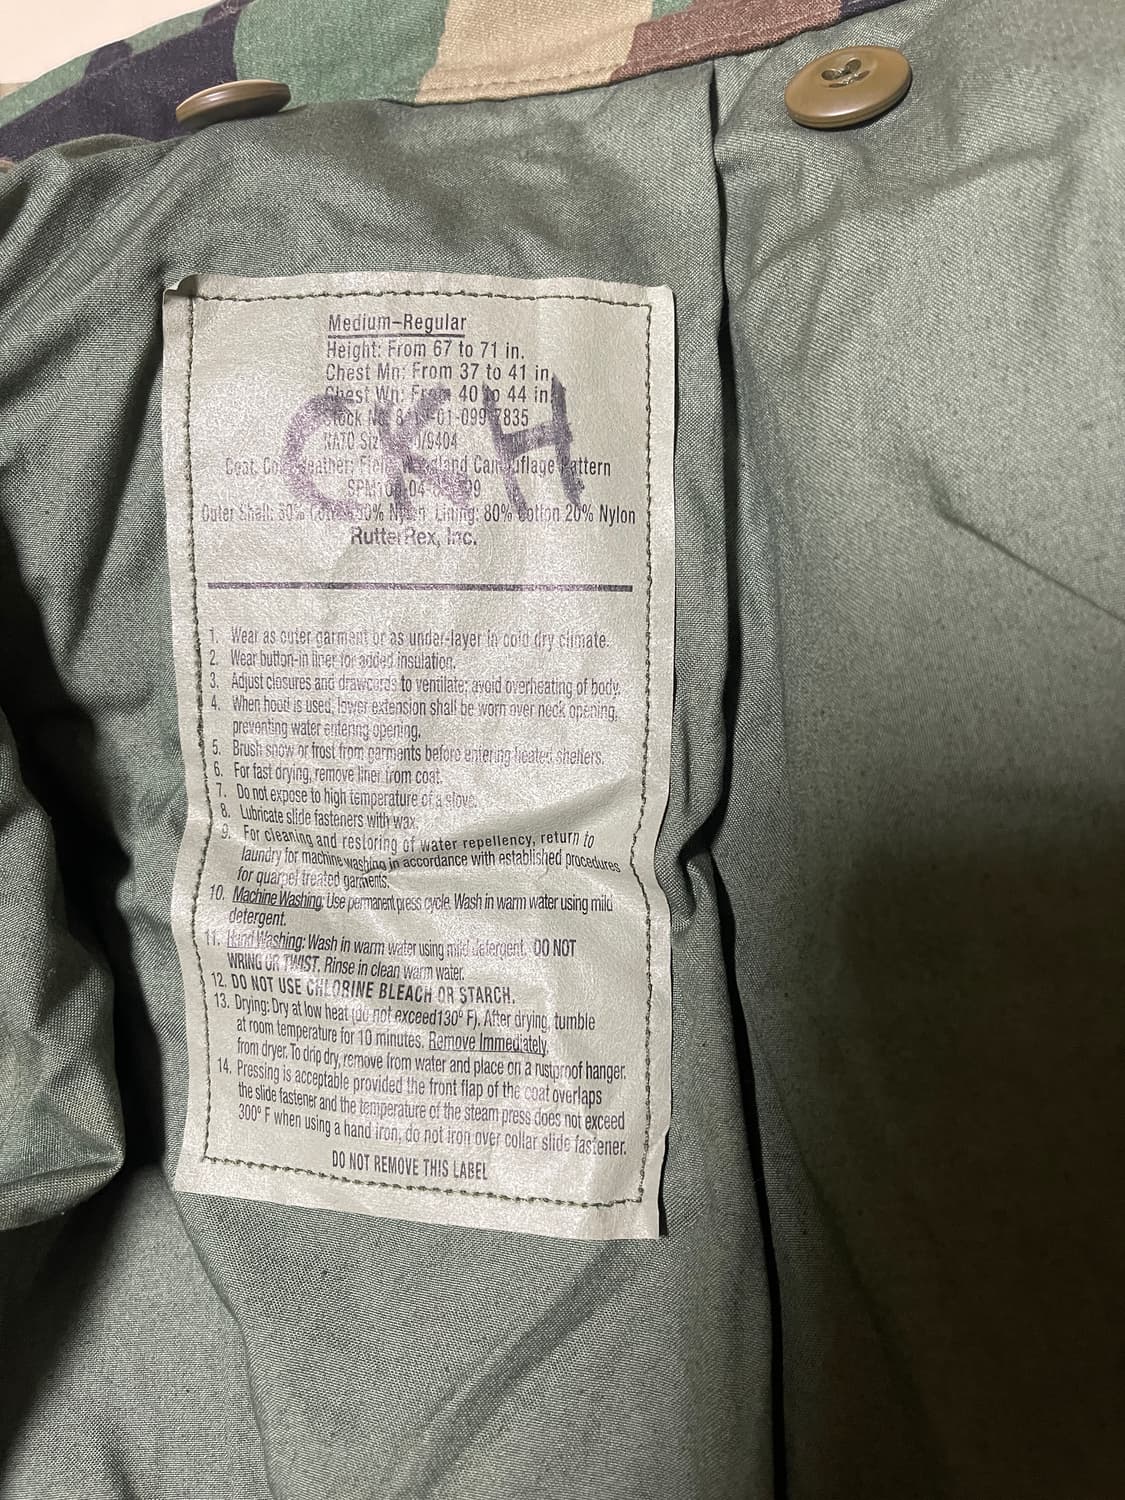 Medium-Regular
Height: From 67 to 71 in.
Chest Mn: From 37 to 41 in.
Chest Wn: From 40 to 44 in.
CKH
Stock No. 01-099-7835
NATO Size /9404
Coat, Cold Weather, Field, Woodland Camouflage Pattern
Outer Shell: 50% Cotton 50% Nylon Lining: 80% Cotton 20% Nylon
RutterRex, Inc.
1. Wear as outer garment or as under-layer in cold dry climate.
2. Wear button-in liner for added insulation.
3. Adjust closures and drawcords to ventilate; avoid overheating of body.
4. When hood is used, lower extension shall be worn over neck opening,
preventing water entering opening.
5. Brush snow or frost from garments before entering heated shelters.
6. For fast drying, remove liner from coat.
7. Do not expose to high temperature of a stove.
8. Lubricate slide fasteners with wax.
9. For cleaning and restoring of water repellency, return to
laundry for machine washing in accordance with established procedures
for quarpel treated garments.
10. Machine Washing: Use permanent press cycle. Wash in warm water using mild
detergent.
11. Hand Washing: Wash in warm water using mild detergent. DO NOT
WRING OR TWIST. Rinse in clean warm water.
12. DO NOT USE CHLORINE BLEACH OR STARCH.
13. Drying: Dry at low heat (do not exceed130° F). After drying, tumble
at room temperature for 10 minutes. Remove Immediately
from dryer. To drip dry, remove from water and place on a rustproof hanger.
14. Pressing is acceptable provided the front flap of the coat overlaps
the slide fastener and the temperature of the steam press does not exceed
300° F when using a hand iron, do not iron over collar slide fastener.
DO NOT REMOVE THIS LABEL